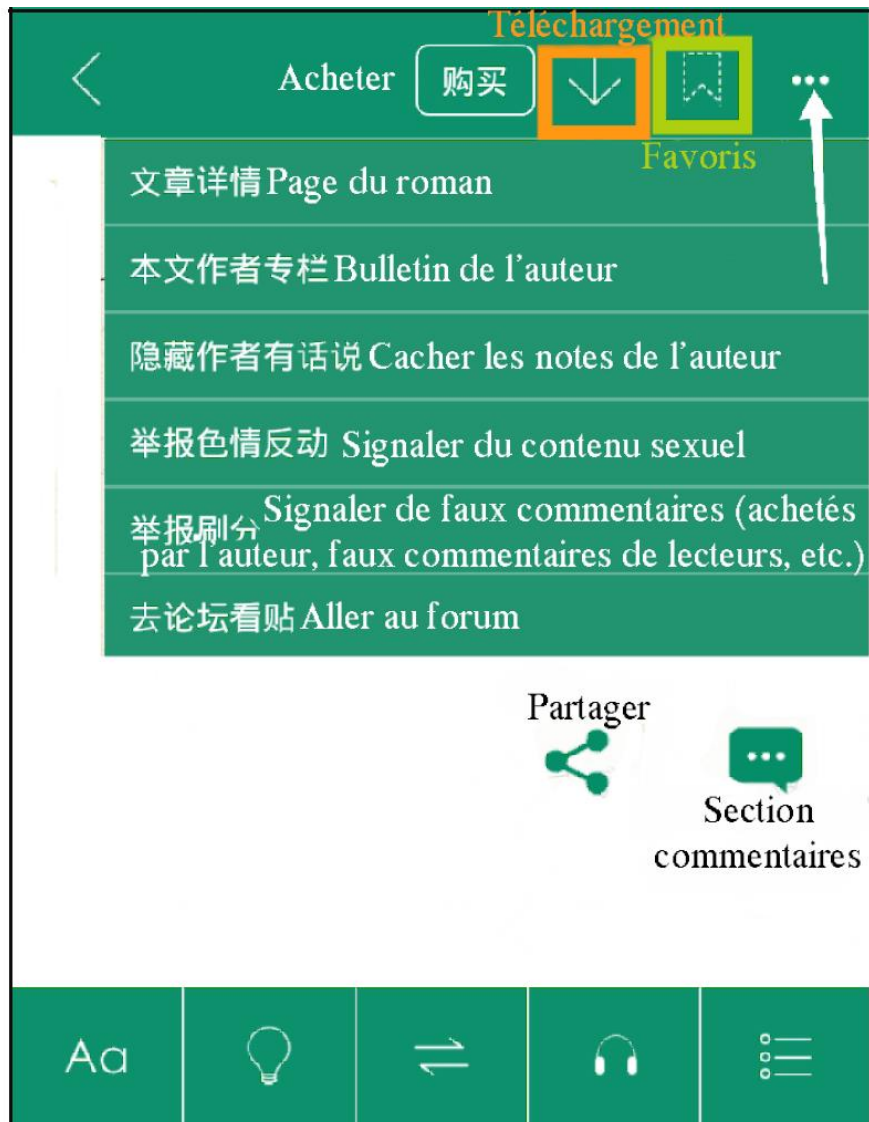 Téléchargement
Acheter 购买
Favoris
文章详情 Page du roman
本文作者专栏 Bulletin de l'auteur
隐藏作者有话说 Cacher les notes de l'auteur
举报色情反动 Signaler du contenu sexuel
举报刷分 Signaler de faux commentaires (achetés
par l'auteur, faux commentaires de lecteurs, etc.)
去论坛看贴 Aller au forum
Partager
Section
commentaires
Aa